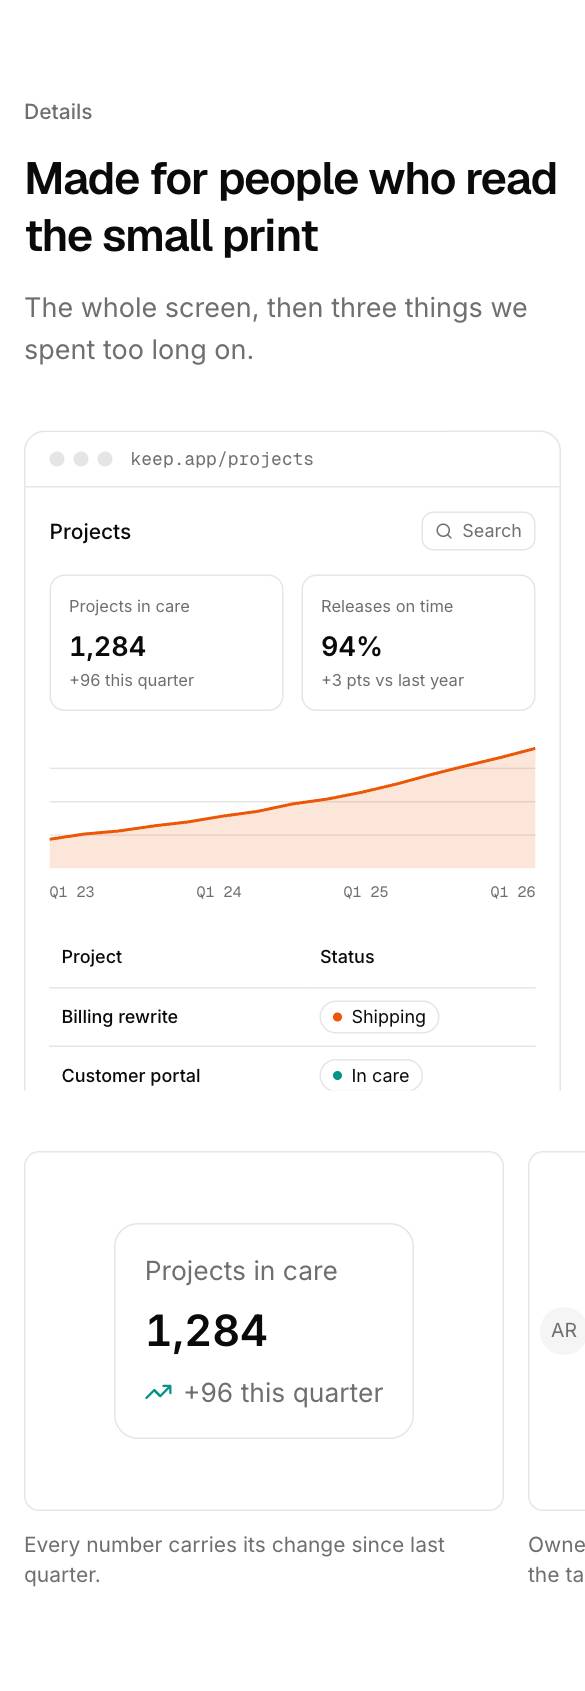 Details
Made for people who read
the small print
The whole screen, then three things we
spent too long on.
keep.app/projects
Projects
Search
Projects in care
1,284
+96 this quarter
Releases on time
94%
+3 pts vs last year
Q1 23 Q1 24 Q1 25 Q1 26
Project Status
Billing rewrite Shipping
Customer portal In care
Projects in care
1,284
+96 this quarter
AR
Every number carries its change since last
quarter.
the